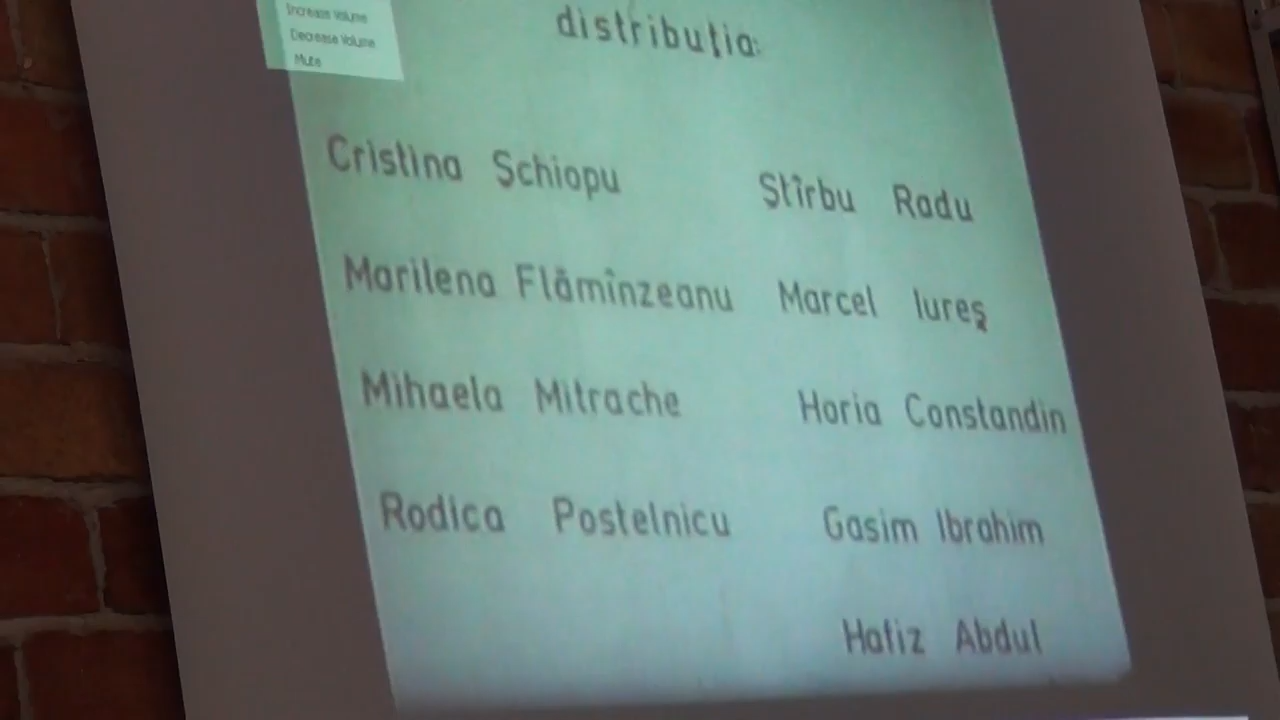 Increase Volume
Decrease Volume
Mute
distribuţia:
Cristina Schiopu
Stîrbu Radu
Marilena Flămînzeanu
Marcel Iureş
Mihaela Mitrache
Horia Constandin
Rodica Postelnicu
Gasim Ibrahim
Hafiz Abdul